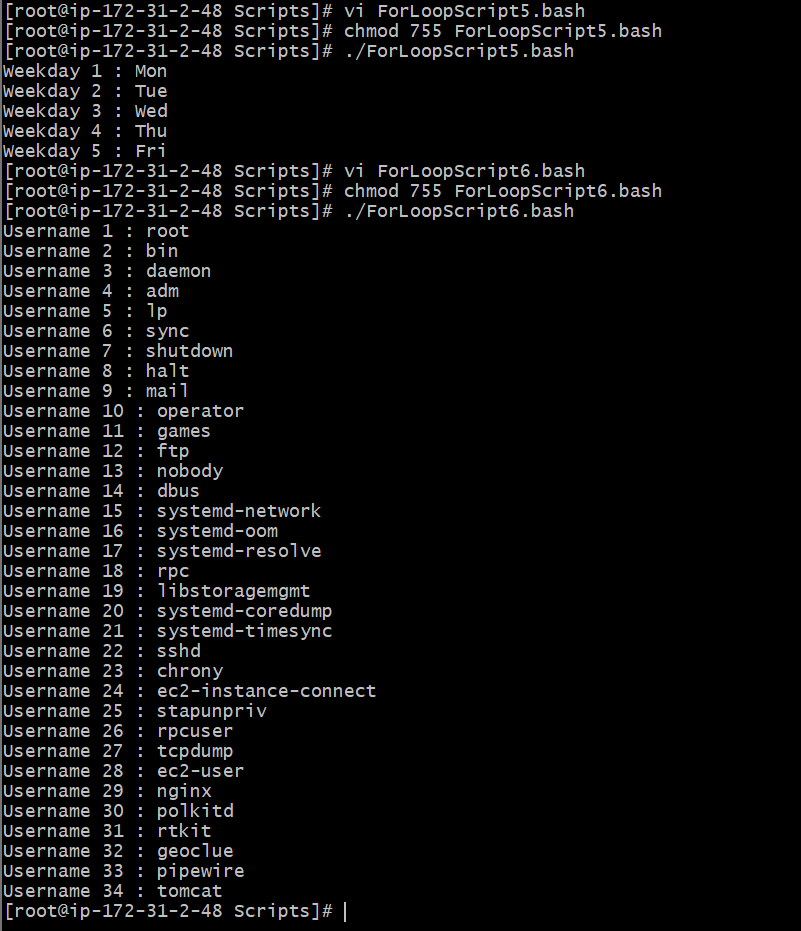 [root@ip-172-31-2-48 Scripts]# vi ForLoopScript5.bash
[root@ip-172-31-2-48 Scripts]# chmod 755 ForLoopScript5.bash
[root@ip-172-31-2-48 Scripts]# ./ForLoopScript5.bash
Weekday 1 : Mon
Weekday 2 : Tue
Weekday 3 : Wed
Weekday 4 : Thu
Weekday 5 : Fri
[root@ip-172-31-2-48 Scripts]# vi ForLoopScript6.bash
[root@ip-172-31-2-48 Scripts]# chmod 755 ForLoopScript6.bash
[root@ip-172-31-2-48 Scripts]# ./ForLoopScript6.bash
Username 1 : root
Username 2 : bin
Username 3 : daemon
Username 4 : adm
Username 5 : lp
Username 6 : sync
Username 7 : shutdown
Username 8 : halt
Username 9 : mail
Username 10 : operator
Username 11 : games
Username 12 : ftp
Username 13 : nobody
Username 14 : dbus
Username 15 : systemd-network
Username 16 : systemd-oom
Username 17 : systemd-resolve
Username 18 : rpc
Username 19 : libstoragemgmt
Username 20 : systemd-coredump
Username 21 : systemd-timesync
Username 22 : sshd
Username 23 : chrony
Username 24 : ec2-instance-connect
Username 25 : stapunpriv
Username 26 : rpcuser
Username 27 : tcpdump
Username 28 : ec2-user
Username 29 : nginx
Username 30 : polkitd
Username 31 : rtkit
Username 32 : geoclue
Username 33 : pipewire
Username 34 : tomcat
[root@ip-172-31-2-48 Scripts]#